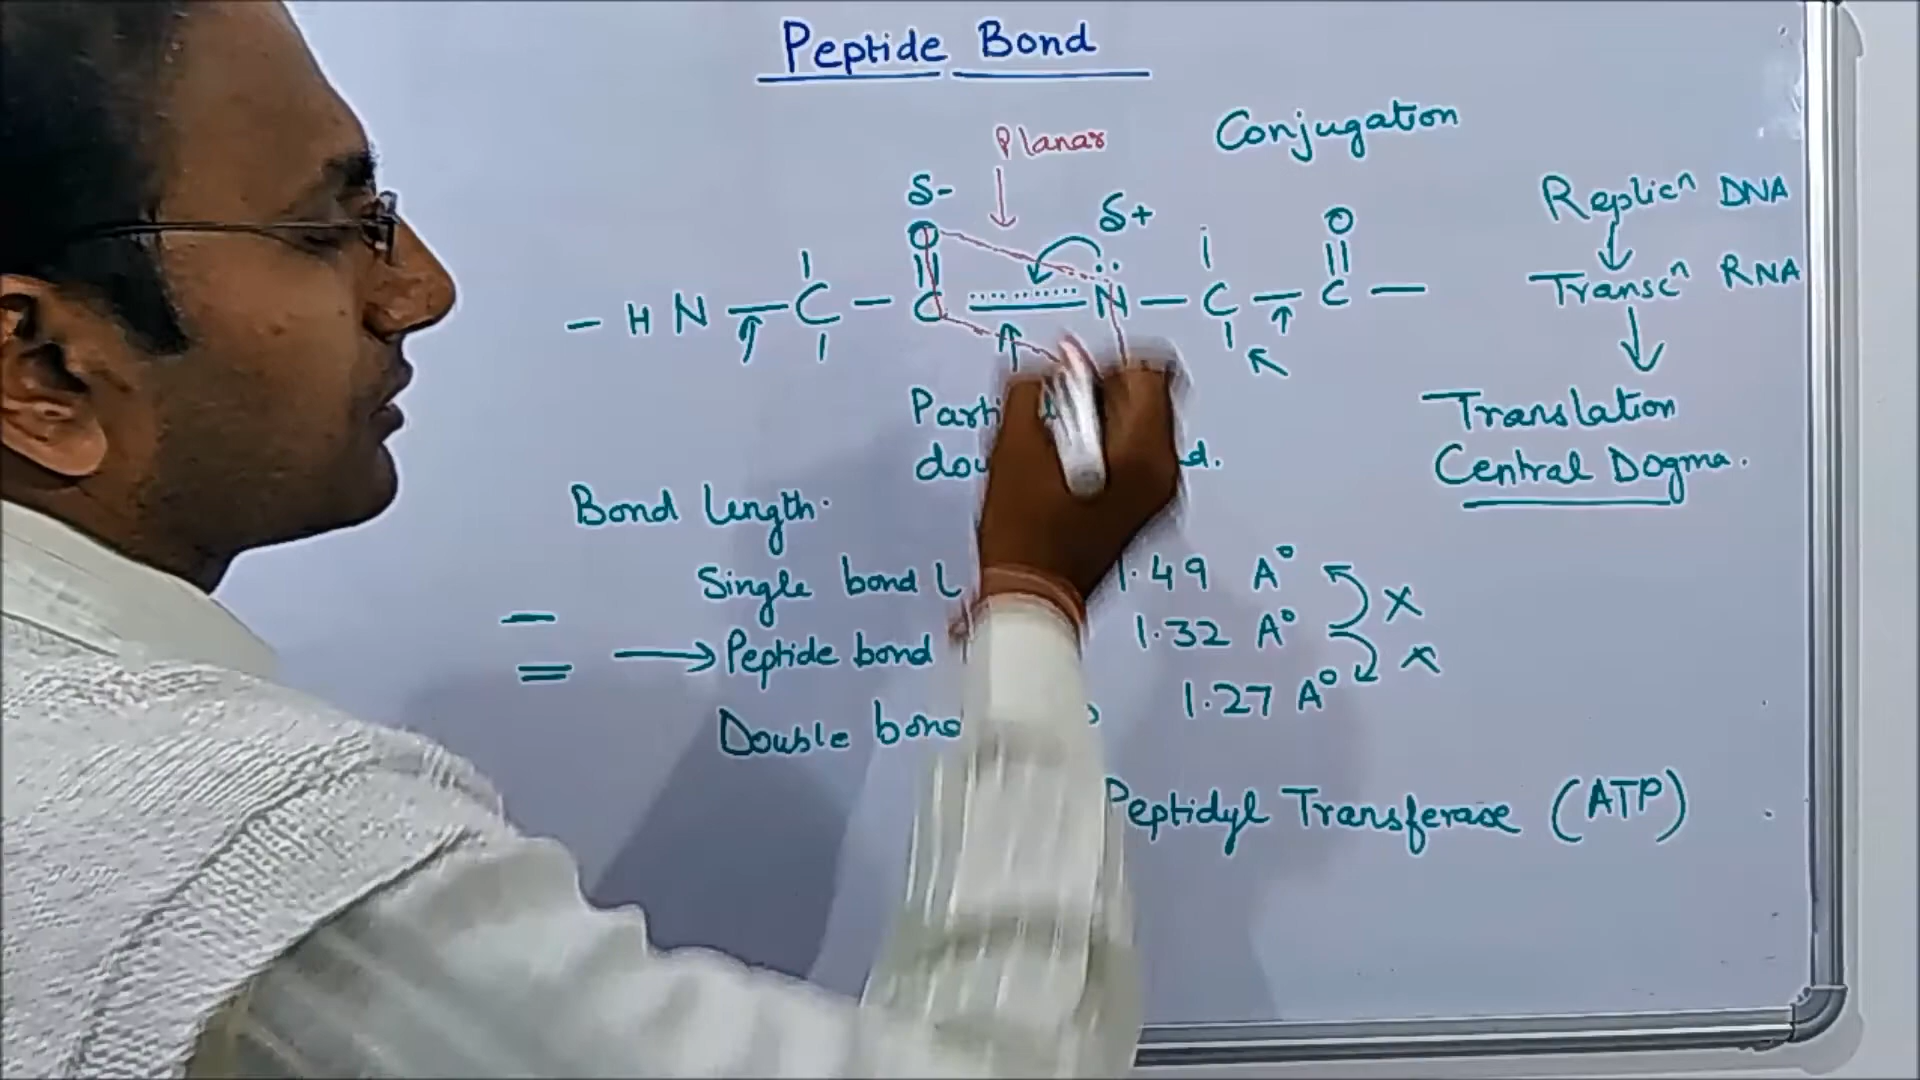 Peptide Bond
Planar
Conjugation
δ- δ+
O O
- H N - C - C N - C - C -
Replicⁿ DNA
Transcⁿ RNA
Translation
Central Dogma.
Bond length.
Single bond L 1.49 A°
Peptide bond 1.32 A° X
Double bond 1.27 A° X
Peptidyl Transferase (ATP)